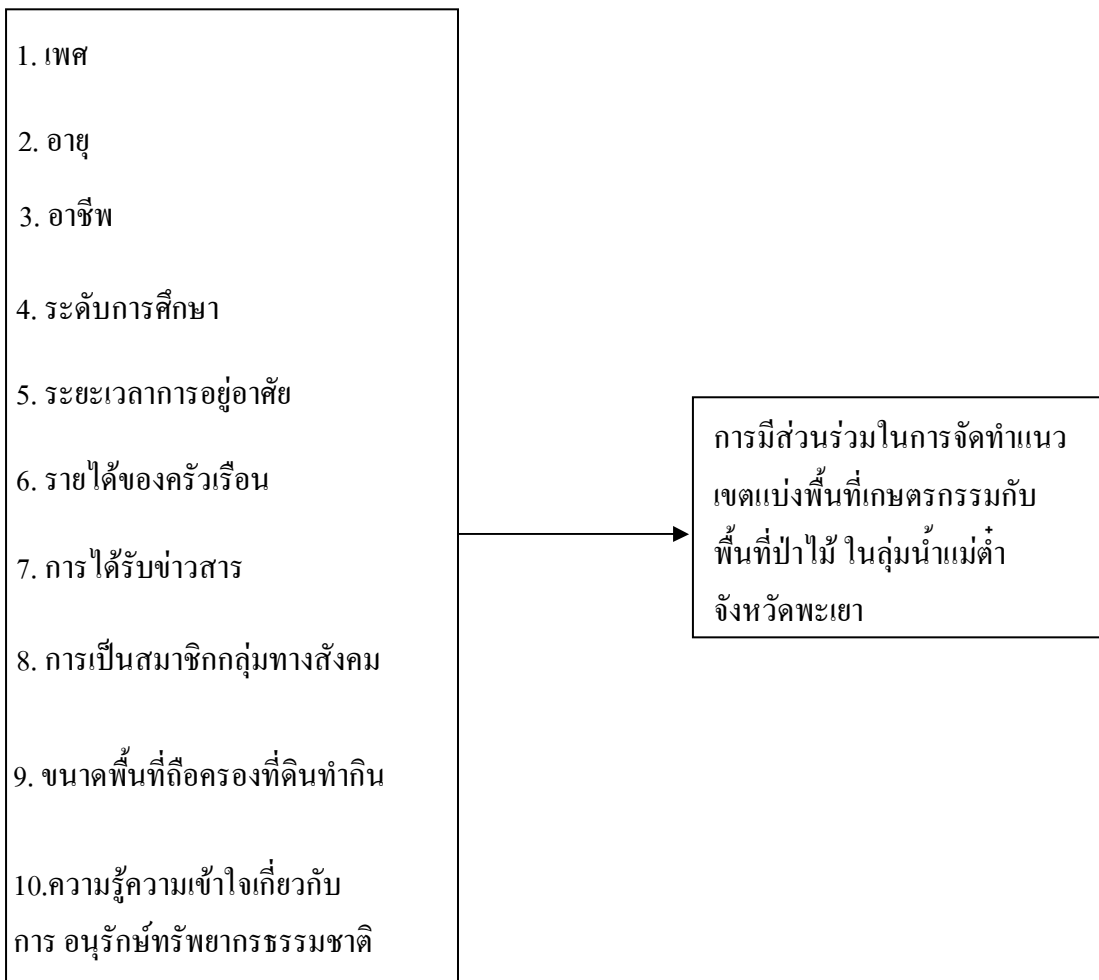 1. เพศ
2. อายุ
3. อาชีพ
4. ระดับการศึกษา
5. ระยะเวลาการอยู่อาศัย
6. รายได้ของครัวเรือน
7. การได้รับข่าวสาร
8. การเป็นสมาชิกกลุ่มทางสังคม
9. ขนาดพื้นที่ถือครองที่ดินทำกิน
10.ความรู้ความเข้าใจเกี่ยวกับ
การ อนุรักษ์ทรัพยากรธรรมชาติ
การมีส่วนร่วมในการจัดทำแนว
เขตแบ่งพื้นที่เกษตรกรรมกับ
พื้นที่ป่าไม้ ในลุ่มน้ำแม่ต๋ำ
จังหวัดพะเยา